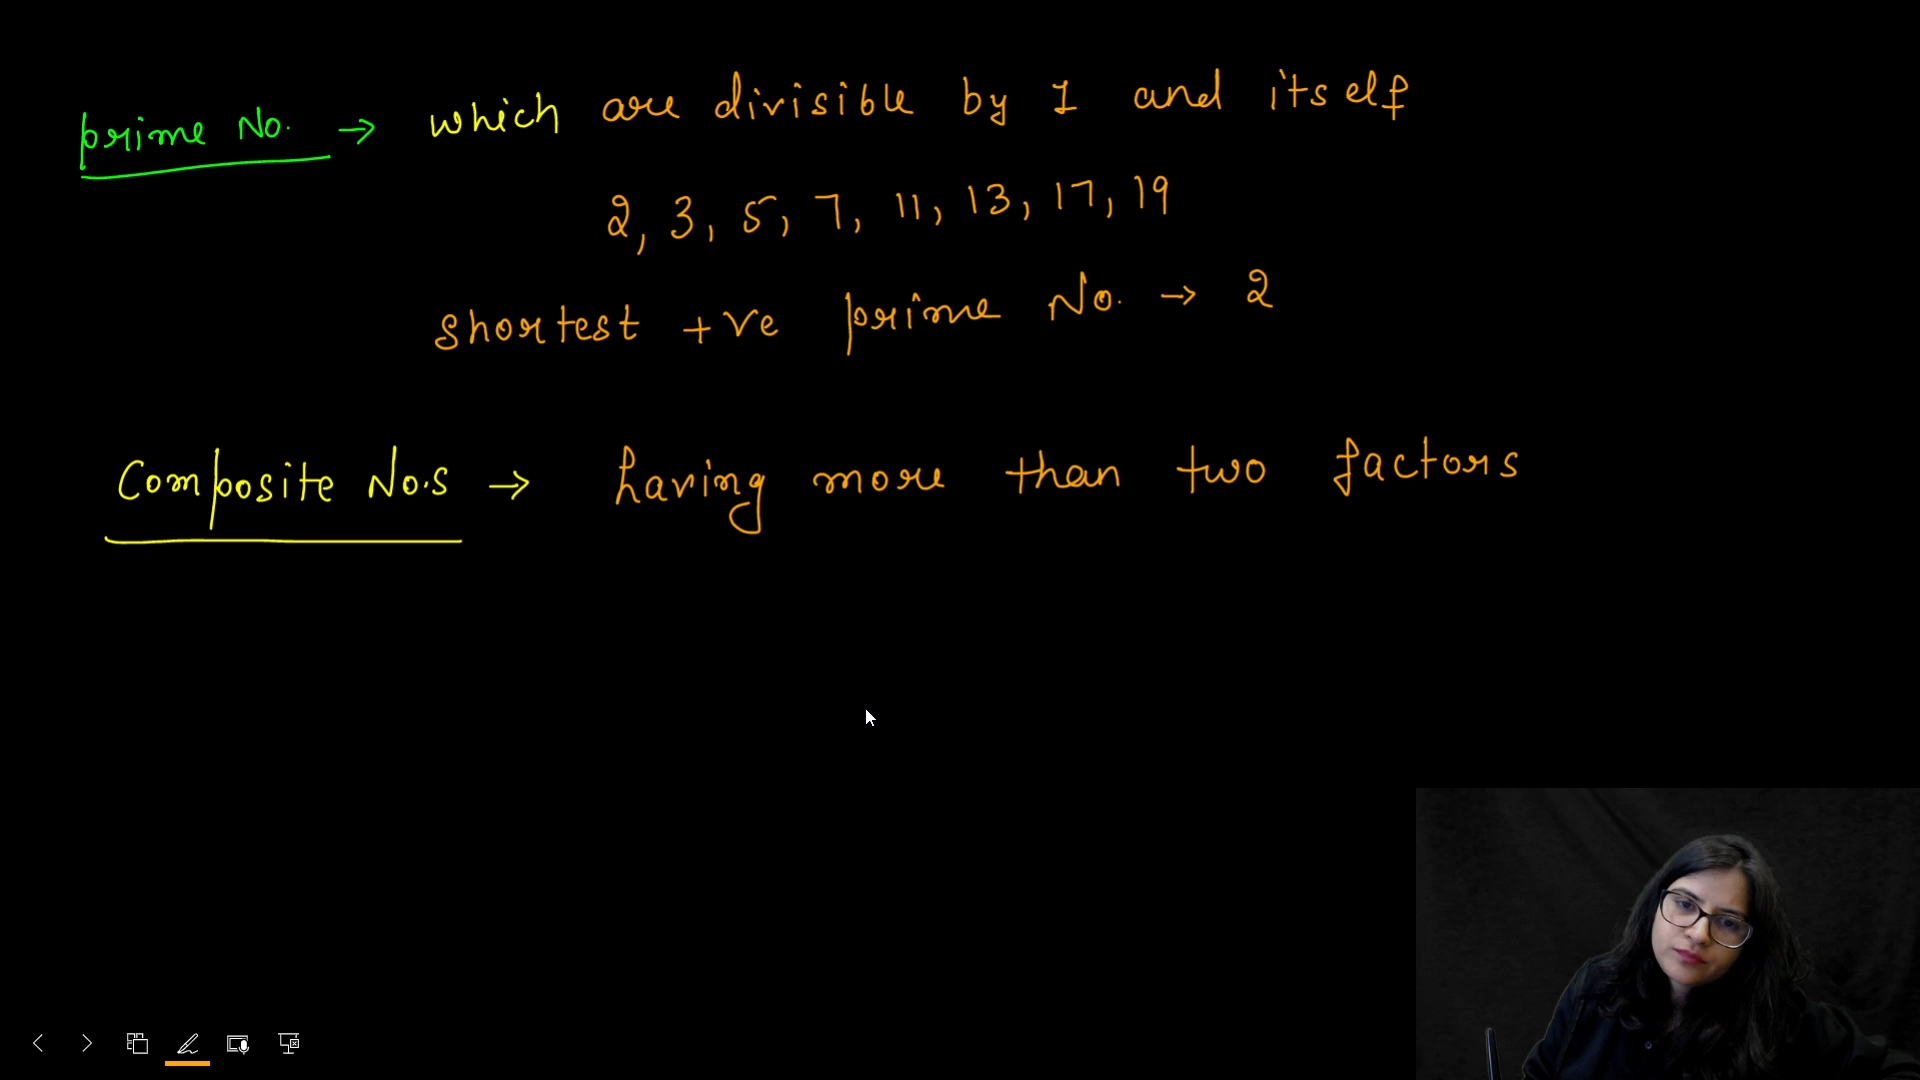 prime No. → which are divisible by 1 and itself
2, 3, 5, 7, 11, 13, 17, 19
shortest +ve prime No. → 2
Composite No.s → having more than two factors